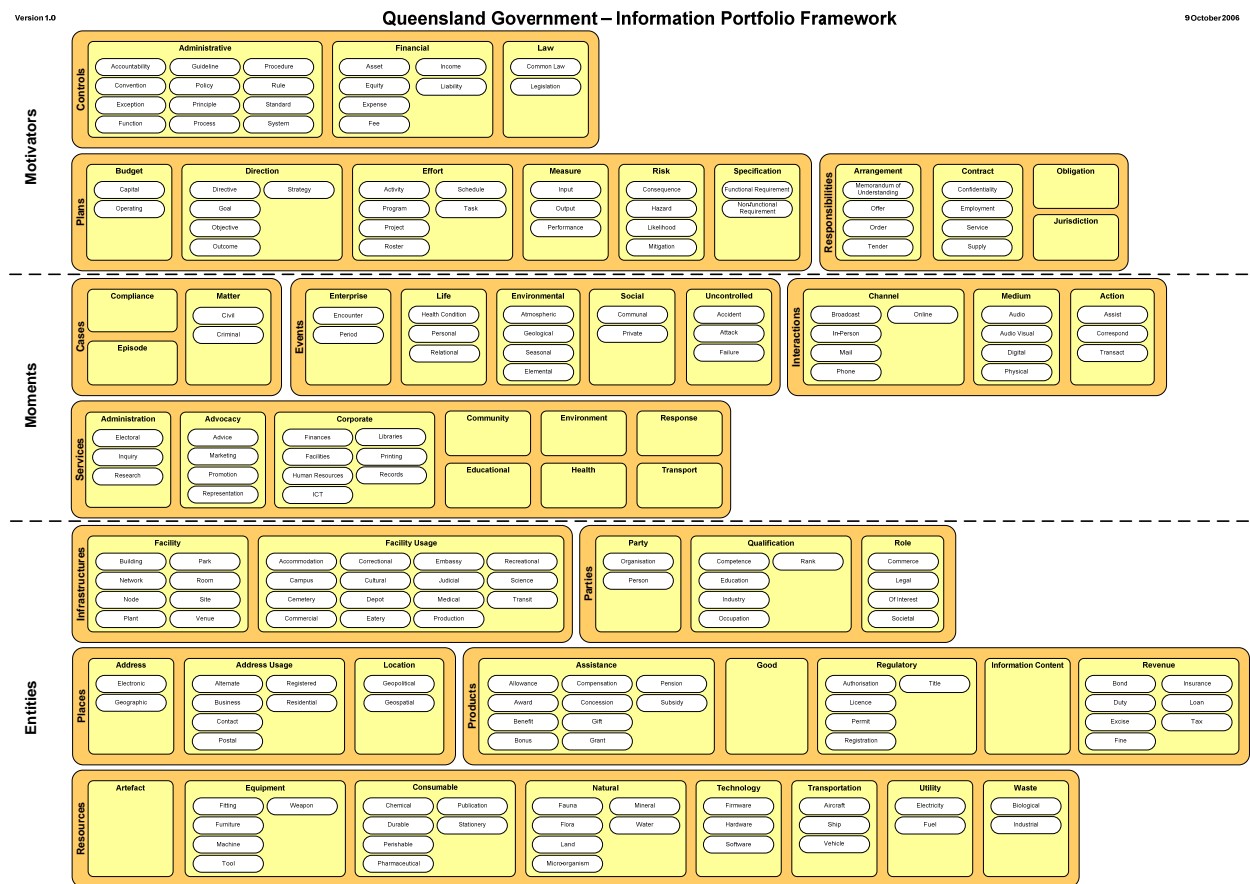 Version 1.0
Queensland Government – Information Portfolio Framework
9 October 2006
Motivators
Controls
Administrative
Accountability
Guideline
Procedure
Convention
Policy
Rule
Exception
Principle
Standard
Function
Process
System
Financial
Asset
Income
Equity
Liability
Expense
Fee
Law
Common Law
Legislation
Plans
Budget
Capital
Operating
Direction
Directive
Strategy
Goal
Objective
Outcome
Effort
Activity
Schedule
Program
Task
Project
Roster
Measure
Input
Output
Performance
Risk
Consequence
Hazard
Likelihood
Mitigation
Specification
Functional Requirement
Nonfunctional
Requirement
Responsibilities
Arrangement
Memorandum of
Understanding
Offer
Order
Tender
Contract
Confidentiality
Employment
Service
Supply
Obligation
Jurisdiction
Moments
Cases
Compliance
Episode
Matter
Civil
Criminal
Events
Enterprise
Encounter
Period
Life
Health Condition
Personal
Relational
Environmental
Atmospheric
Geological
Seasonal
Elemental
Social
Communal
Private
Uncontrolled
Accident
Attack
Failure
Interactions
Channel
Broadcast
Online
In-Person
Mail
Phone
Medium
Audio
Audio Visual
Digital
Physical
Action
Assist
Correspond
Transact
Services
Administration
Electoral
Inquiry
Research
Advocacy
Advice
Marketing
Promotion
Representation
Corporate
Finances
Libraries
Facilities
Printing
Human Resources
Records
ICT
Community
Environment
Response
Educational
Health
Transport
Entities
Infrastructures
Facility
Building
Park
Network
Room
Node
Site
Plant
Venue
Facility Usage
Accommodation
Correctional
Embassy
Recreational
Campus
Cultural
Judicial
Science
Cemetery
Depot
Medical
Transit
Commercial
Eatery
Production
Parties
Party
Organisation
Person
Qualification
Competence
Rank
Education
Industry
Occupation
Role
Commerce
Legal
Of Interest
Societal
Places
Address
Electronic
Geographic
Address Usage
Alternate
Registered
Business
Residential
Contact
Postal
Location
Geopolitical
Geospatial
Products
Assistance
Allowance
Compensation
Pension
Award
Concession
Subsidy
Benefit
Gift
Bonus
Grant
Good
Regulatory
Authorisation
Title
Licence
Permit
Registration
Information Content
Revenue
Bond
Insurance
Duty
Loan
Excise
Tax
Fine
Resources
Artefact
Equipment
Fitting
Weapon
Furniture
Machine
Tool
Consumable
Chemical
Publication
Durable
Stationery
Perishable
Pharmaceutical
Natural
Fauna
Mineral
Flora
Water
Land
Micro-organism
Technology
Firmware
Hardware
Software
Transportation
Aircraft
Ship
Vehicle
Utility
Electricity
Fuel
Waste
Biological
Industrial